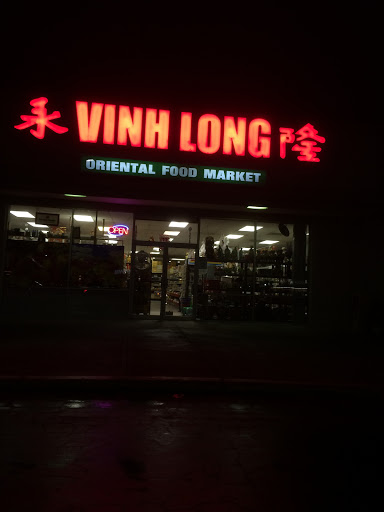 永 VINH LONG 隆
ORIENTAL FOOD MARKET
OPEN